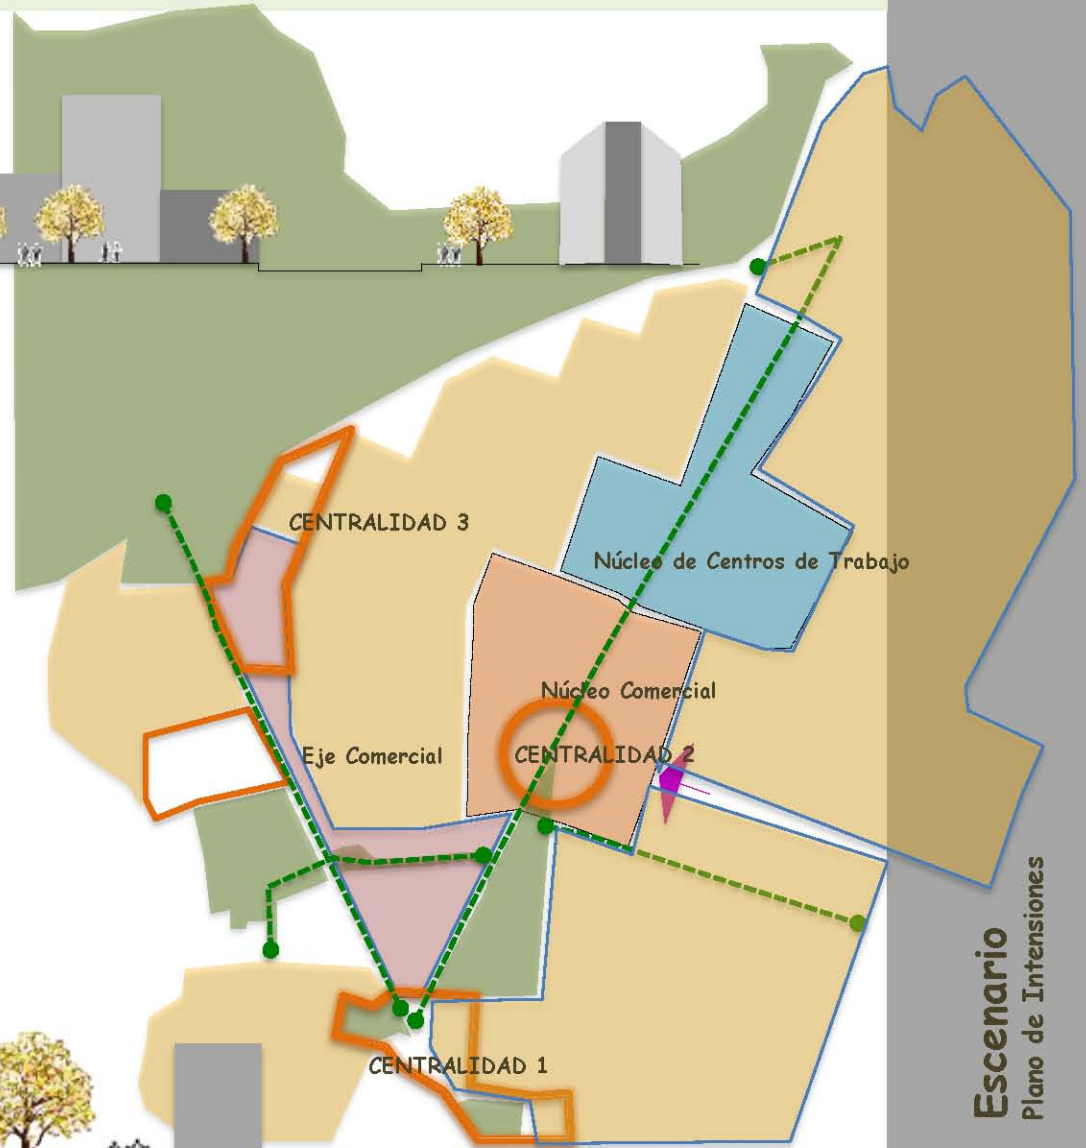 CENTRALIDAD 3
Núcleo de Centros de Trabajo
Núcleo Comercial
Eje Comercial
CENTRALIDAD 2
CENTRALIDAD 1
Escenario
Plano de Intensiones